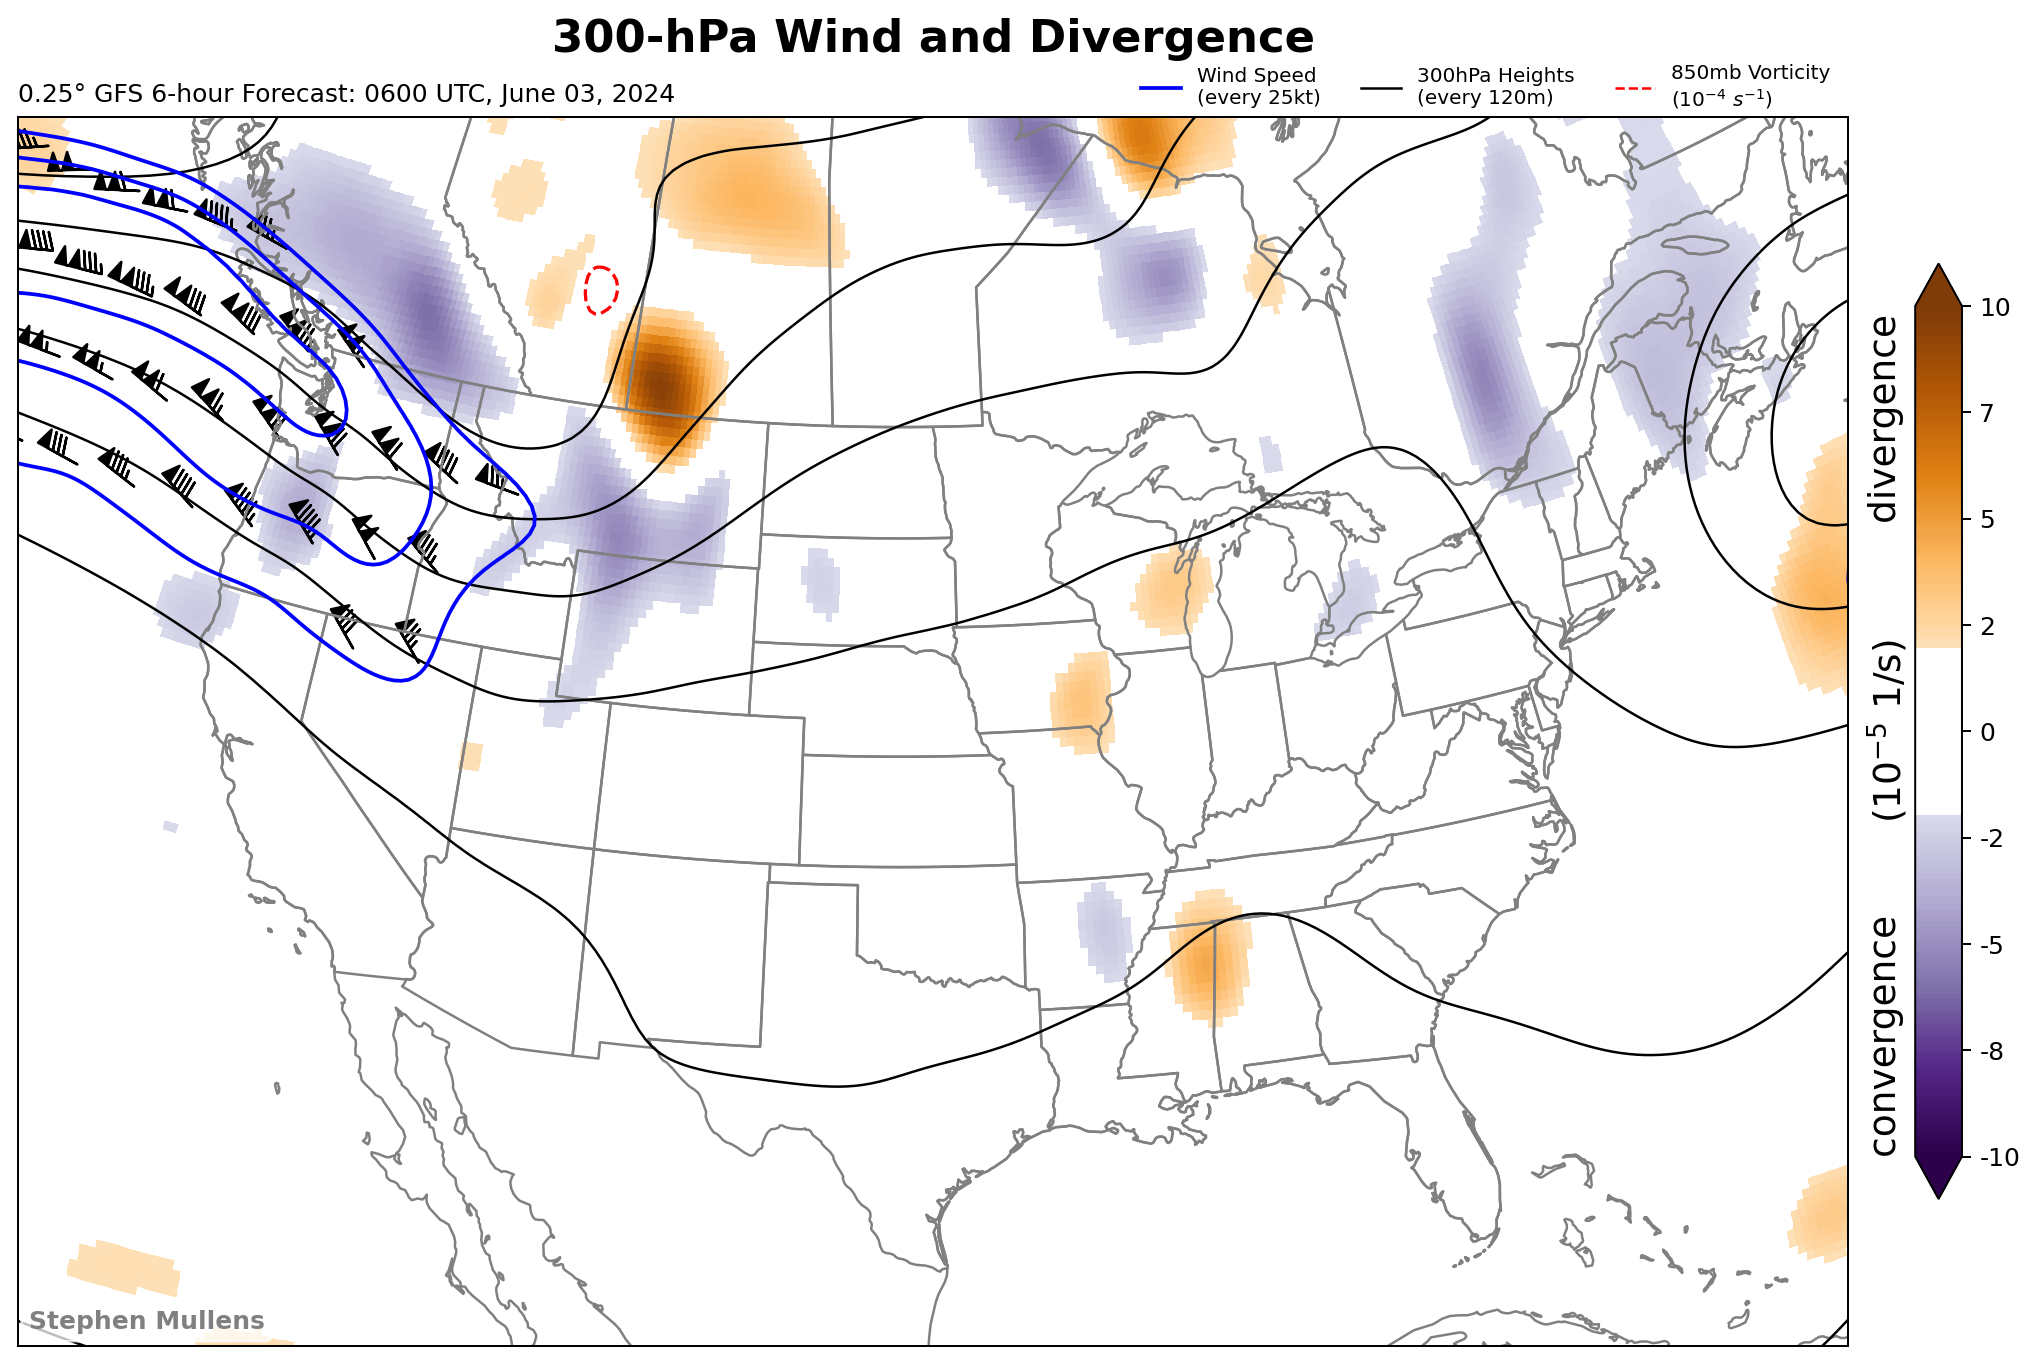 300-hPa Wind and Divergence
0.25° GFS 6-hour Forecast: 0600 UTC, June 03, 2024
Wind Speed
(every 25kt)
300hPa Heights
(every 120m)
850mb Vorticity
(10⁻⁴ s⁻¹)
10
7
5
2
0
-2
-5
-8
-10
convergence (10⁻⁵ 1/s) divergence
Stephen Mullens